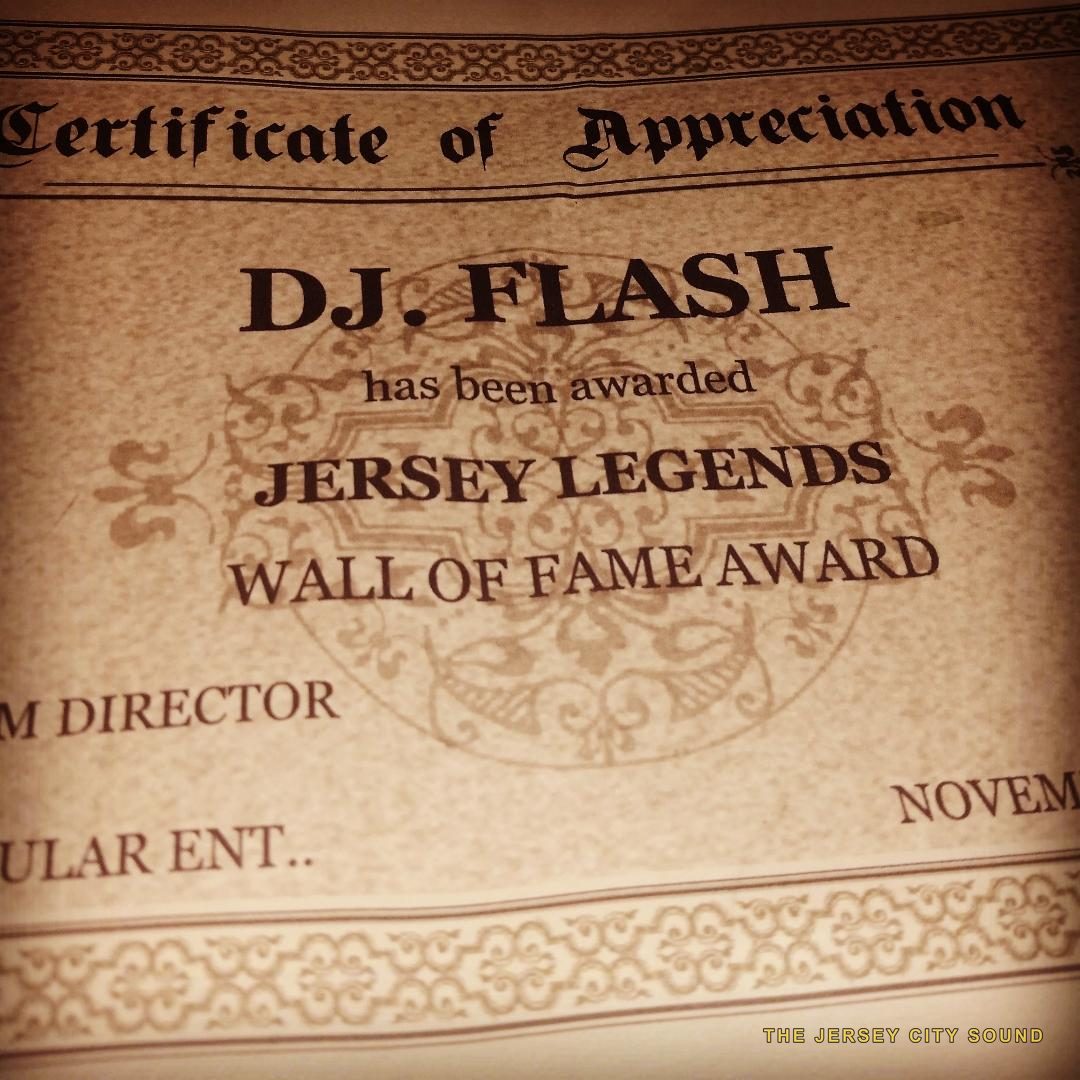 Certificate of Appreciation
DJ. FLASH
has been awarded
JERSEY LEGENDS
WALL OF FAME AWARD
M DIRECTOR
NOVEM
ULAR ENT..
THE JERSEY CITY SOUND